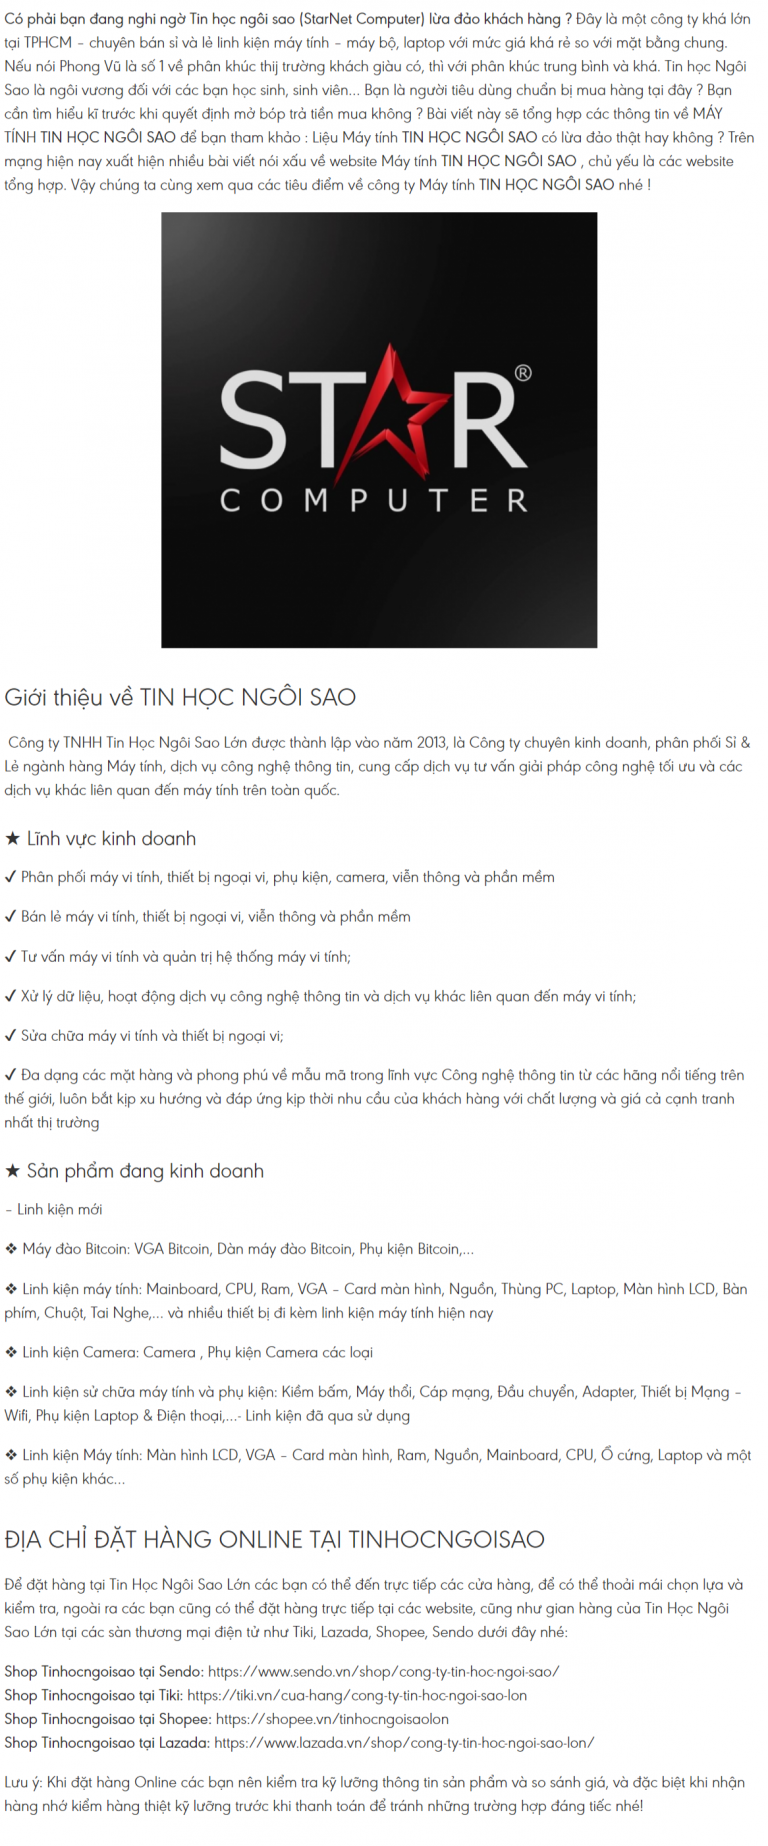 Có phải bạn đang nghi ngờ Tin học ngôi sao (StarNet Computer) lừa đảo khách hàng ? Đây là một công ty khá lớn
tại TPHCM – chuyên bán sỉ và lẻ linh kiện máy tính – máy bộ, laptop với mức giá khá rẻ so với mặt bằng chung.
Nếu nói Phong Vũ là số 1 về phân khúc thij trường khách giàu có, thì với phân khúc trung bình và khá. Tin học Ngôi
Sao là ngôi vương đối với các bạn học sinh, sinh viên… Bạn là người tiêu dùng chuẩn bị mua hàng tại đây ? Bạn
cần tìm hiểu kĩ trước khi quyết định mở bóp trả tiền mua không ? Bài viết này sẽ tổng hợp các thông tin về MÁY
TÍNH TIN HỌC NGÔI SAO để bạn tham khảo : Liệu Máy tính TIN HỌC NGÔI SAO có lừa đảo thật hay không ? Trên
mạng hiện nay xuất hiện nhiều bài viết nói xấu về website Máy tính TIN HỌC NGÔI SAO , chủ yếu là các website
tổng hợp. Vậy chúng ta cùng xem qua các tiêu điểm về công ty Máy tính TIN HỌC NGÔI SAO nhé !
STAR®
COMPUTER
Giới thiệu về TIN HỌC NGÔI SAO
Công ty TNHH Tin Học Ngôi Sao Lớn được thành lập vào năm 2013, là Công ty chuyên kinh doanh, phân phối Sỉ &
Lẻ ngành hàng Máy tính, dịch vụ công nghệ thông tin, cung cấp dịch vụ tư vấn giải pháp công nghệ tối ưu và các
dịch vụ khác liên quan đến máy tính trên toàn quốc.
★ Lĩnh vực kinh doanh
✓ Phân phối máy vi tính, thiết bị ngoại vi, phụ kiện, camera, viễn thông và phần mềm
✓ Bán lẻ máy vi tính, thiết bị ngoại vi, viễn thông và phần mềm
✓ Tư vấn máy vi tính và quản trị hệ thống máy vi tính;
✓ Xử lý dữ liệu, hoạt động dịch vụ công nghệ thông tin và dịch vụ khác liên quan đến máy vi tính;
✓ Sửa chữa máy vi tính và thiết bị ngoại vi;
✓ Đa dạng các mặt hàng và phong phú về mẫu mã trong lĩnh vực Công nghệ thông tin từ các hãng nổi tiếng trên
thế giới, luôn bắt kịp xu hướng và đáp ứng kịp thời nhu cầu của khách hàng với chất lượng và giá cả cạnh tranh
nhất thị trường
★ Sản phẩm đang kinh doanh
– Linh kiện mới
❖ Máy đào Bitcoin: VGA Bitcoin, Dàn máy đào Bitcoin, Phụ kiện Bitcoin,…
❖ Linh kiện máy tính: Mainboard, CPU, Ram, VGA – Card màn hình, Nguồn, Thùng PC, Laptop, Màn hình LCD, Bàn
phím, Chuột, Tai Nghe,… và nhiều thiết bị đi kèm linh kiện máy tính hiện nay
❖ Linh kiện Camera: Camera , Phụ kiện Camera các loại
❖ Linh kiện sử chữa máy tính và phụ kiện: Kiềm bấm, Máy thổi, Cáp mạng, Đầu chuyển, Adapter, Thiết bị Mạng –
Wifi, Phụ kiện Laptop & Điện thoại,…- Linh kiện đã qua sử dụng
❖ Linh kiện Máy tính: Màn hình LCD, VGA – Card màn hình, Ram, Nguồn, Mainboard, CPU, Ổ cứng, Laptop và một
số phụ kiện khác…
ĐỊA CHỈ ĐẶT HÀNG ONLINE TẠI TINHOCNGOISAO
Để đặt hàng tại Tin Học Ngôi Sao Lớn các bạn có thể đến trực tiếp các cửa hàng, để có thể thoải mái chọn lựa và
kiểm tra, ngoài ra các bạn cũng có thể đặt hàng trực tiếp tại các website, cũng như gian hàng của Tin Học Ngôi
Sao Lớn tại các sàn thương mại điện tử như Tiki, Lazada, Shopee, Sendo dưới đây nhé:
Shop Tinhocngoisao tại Sendo: https://www.sendo.vn/shop/cong-ty-tin-hoc-ngoi-sao/
Shop Tinhocngoisao tại Tiki: https://tiki.vn/cua-hang/cong-ty-tin-hoc-ngoi-sao-lon
Shop Tinhocngoisao tại Shopee: https://shopee.vn/tinhocngoisaolon
Shop Tinhocngoisao tại Lazada: https://www.lazada.vn/shop/cong-ty-tin-hoc-ngoi-sao-lon/
Lưu ý: Khi đặt hàng Online các bạn nên kiểm tra kỹ lưỡng thông tin sản phẩm và so sánh giá, và đặc biệt khi nhận
hàng nhớ kiểm hàng thiệt kỹ lưỡng trước khi thanh toán để tránh những trường hợp đáng tiếc nhé!